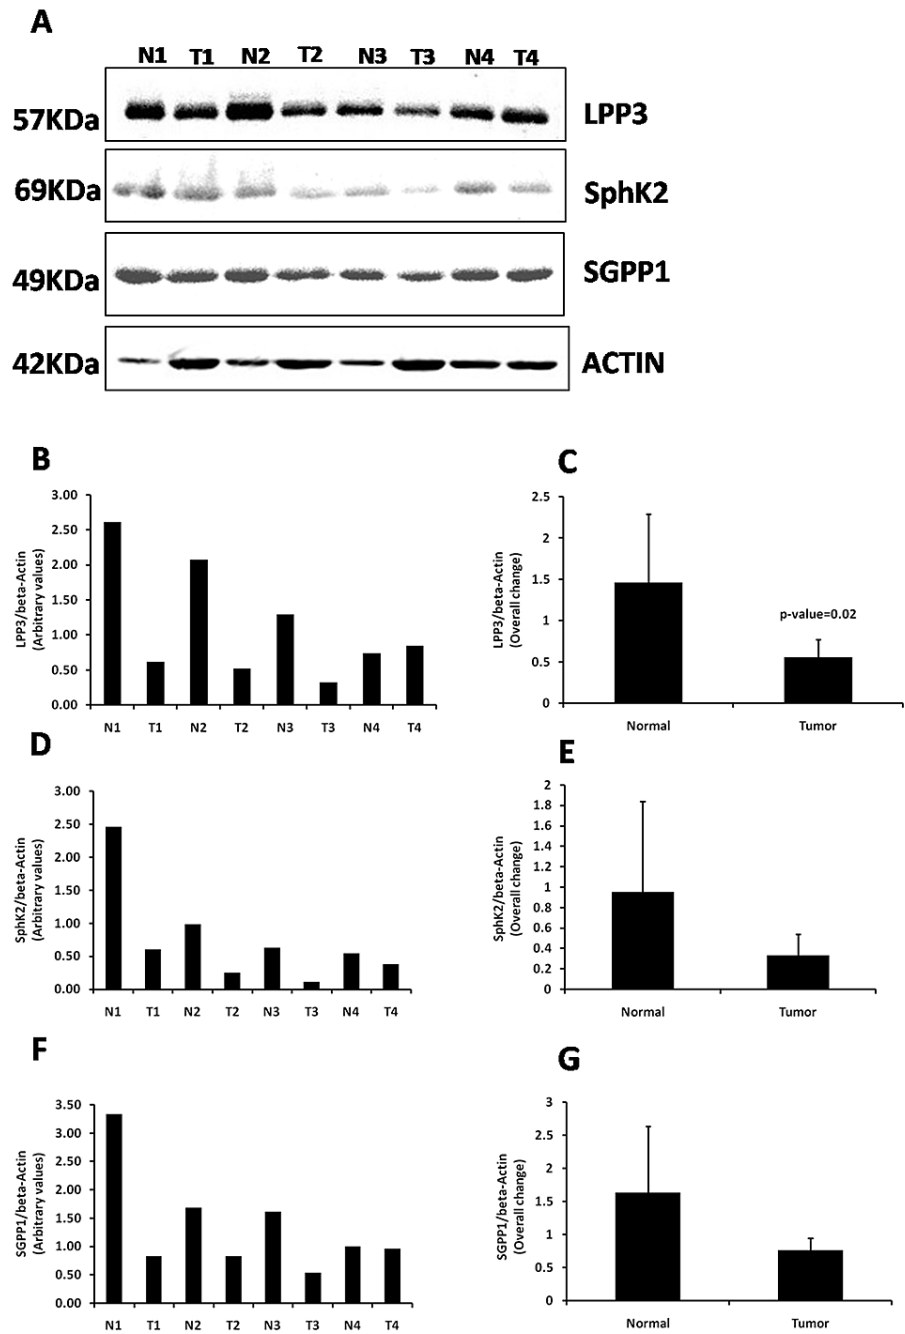 A
N1 T1 N2 T2 N3 T3 N4 T4
57KDa LPP3
69KDa SphK2
49KDa SGPP1
42KDa ACTIN
B
LPP3/beta-Actin
(Arbitrary values)
3.00
2.50
2.00
1.50
1.00
0.50
0.00
N1 T1 N2 T2 N3 T3 N4 T4
C
LPP3/beta-Actin
(Overall change)
2.5
2
1.5
1
0.5
0
p-value=0.02
Normal Tumor
D
SphK2/beta-Actin
(Arbitrary values)
3.00
2.50
2.00
1.50
1.00
0.50
0.00
N1 T1 N2 T2 N3 T3 N4 T4
E
SphK2/beta-Actin
(Overall change)
2
1.8
1.6
1.4
1.2
1
0.8
0.6
0.4
0.2
0
Normal Tumor
F
SGPP1/beta-Actin
(Arbitrary values)
3.50
3.00
2.50
2.00
1.50
1.00
0.50
0.00
N1 T1 N2 T2 N3 T3 N4 T4
G
SGPP1/beta-Actin
(Overall change)
3
2.5
2
1.5
1
0.5
0
Normal Tumor